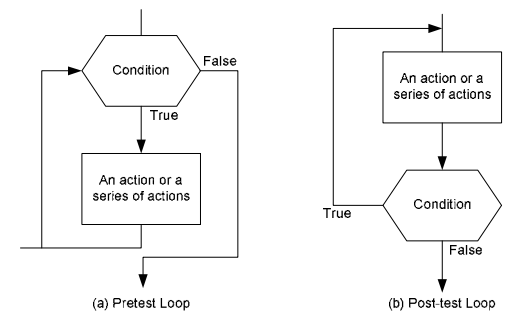 Condition
False
True
An action or a
series of actions
(a) Pretest Loop
An action or a
series of actions
Condition
True
False
(b) Post-test Loop